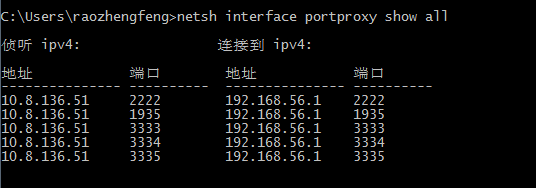 C:\Users\raozhengfeng>netsh interface portproxy show all
侦听 ipv4:                 连接到 ipv4:
地址            端口        地址            端口
--------------- ----------  --------------- ----------
10.8.136.51     2222        192.168.56.1    2222
10.8.136.51     1935        192.168.56.1    1935
10.8.136.51     3333        192.168.56.1    3333
10.8.136.51     3334        192.168.56.1    3334
10.8.136.51     3335        192.168.56.1    3335